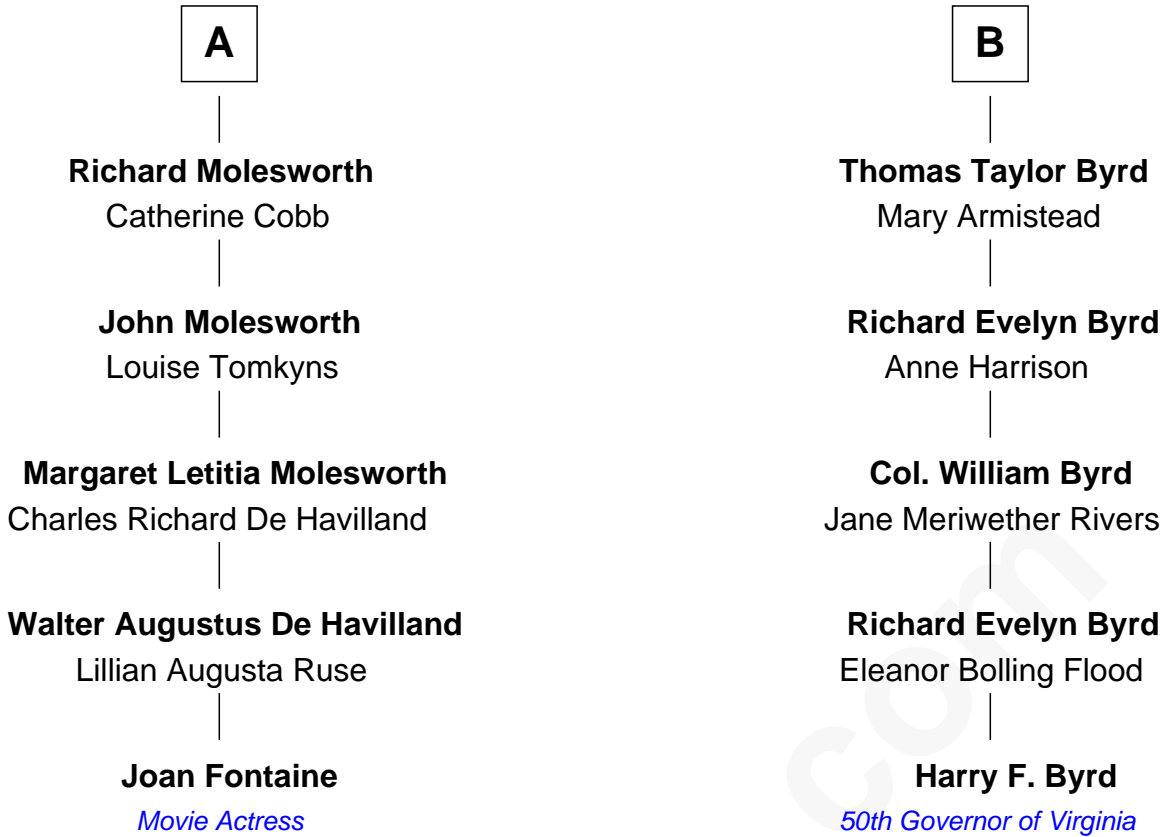 A
Richard Molesworth
Catherine Cobb
John Molesworth
Louise Tomkyns
Margaret Letitia Molesworth
Charles Richard De Havilland
Walter Augustus De Havilland
Lillian Augusta Ruse
Joan Fontaine
Movie Actress
B
Thomas Taylor Byrd
Mary Armistead
Richard Evelyn Byrd
Anne Harrison
Col. William Byrd
Jane Meriwether Rivers
Richard Evelyn Byrd
Eleanor Bolling Flood
Harry F. Byrd
50th Governor of Virginia
com